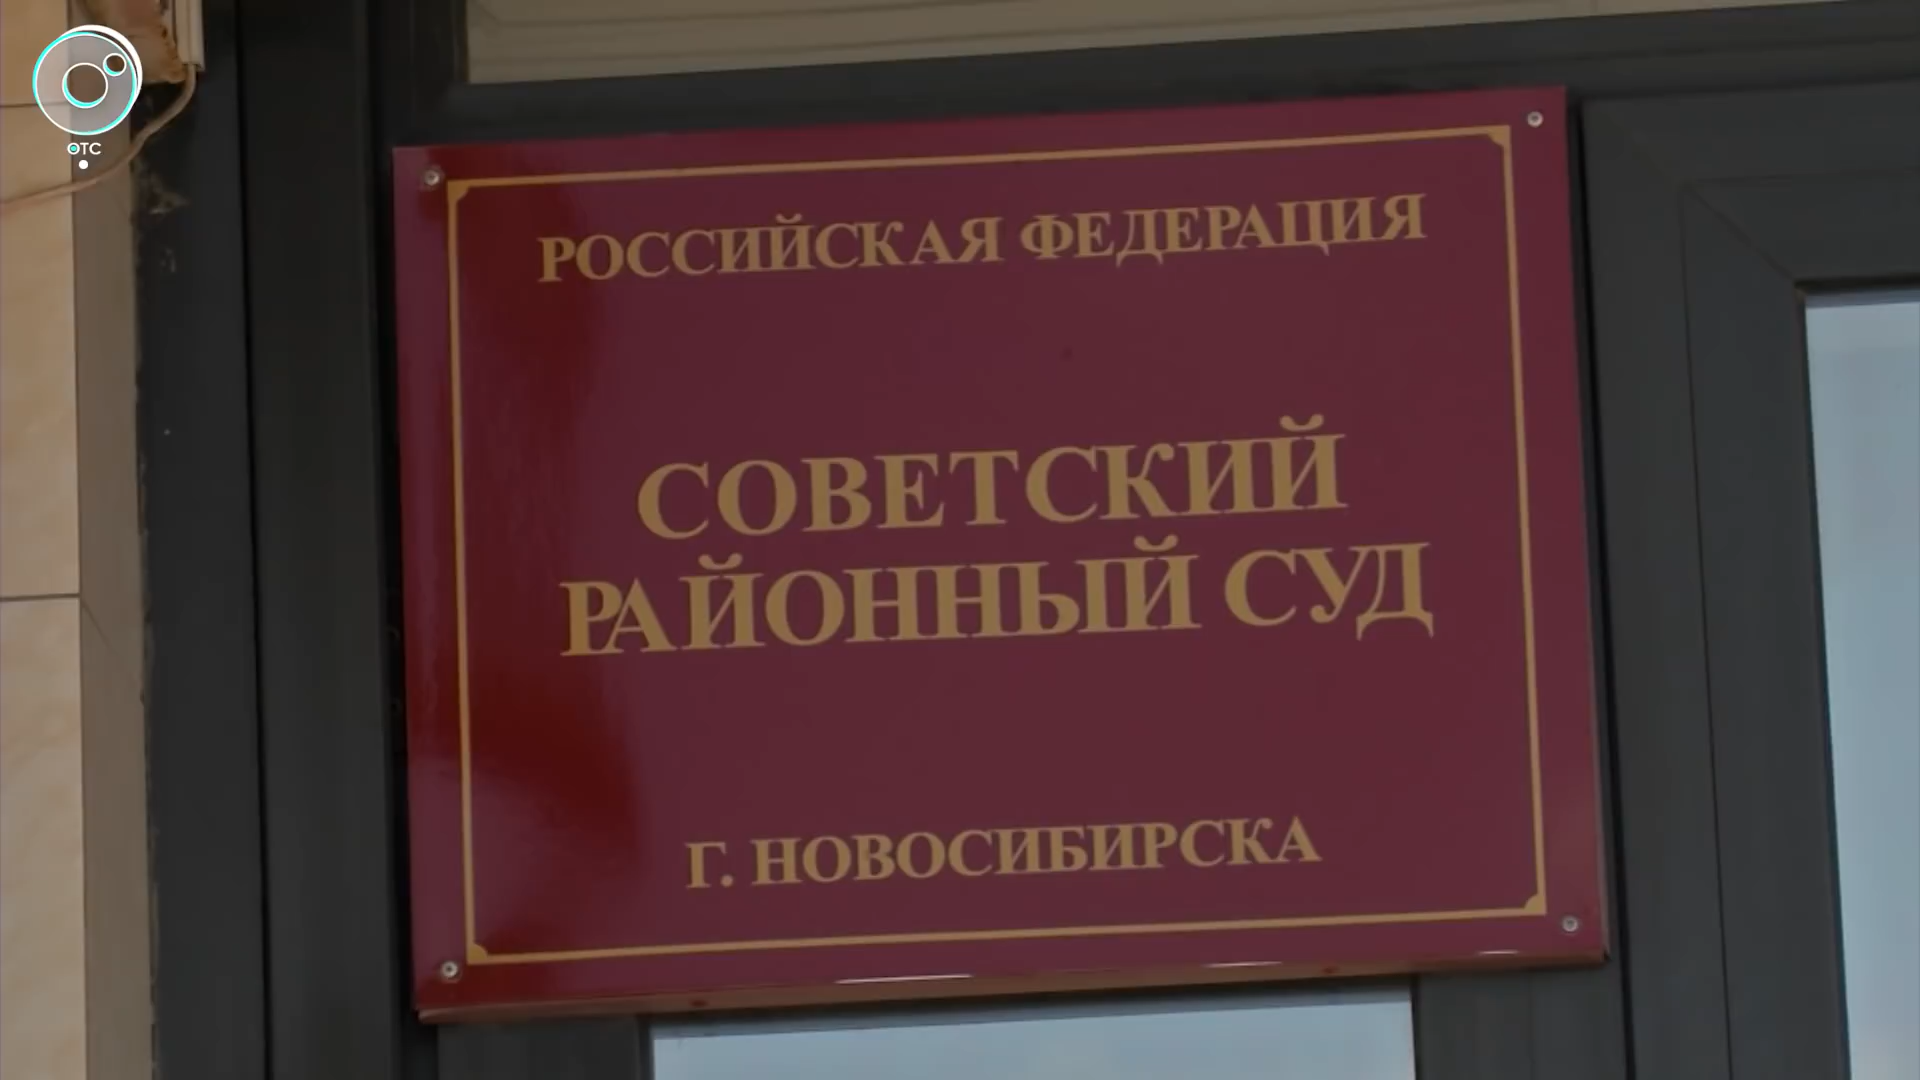 ОТС
РОССИЙСКАЯ ФЕДЕРАЦИЯ
СОВЕТСКИЙ
РАЙОННЫЙ СУД
Г. НОВОСИБИРСКА